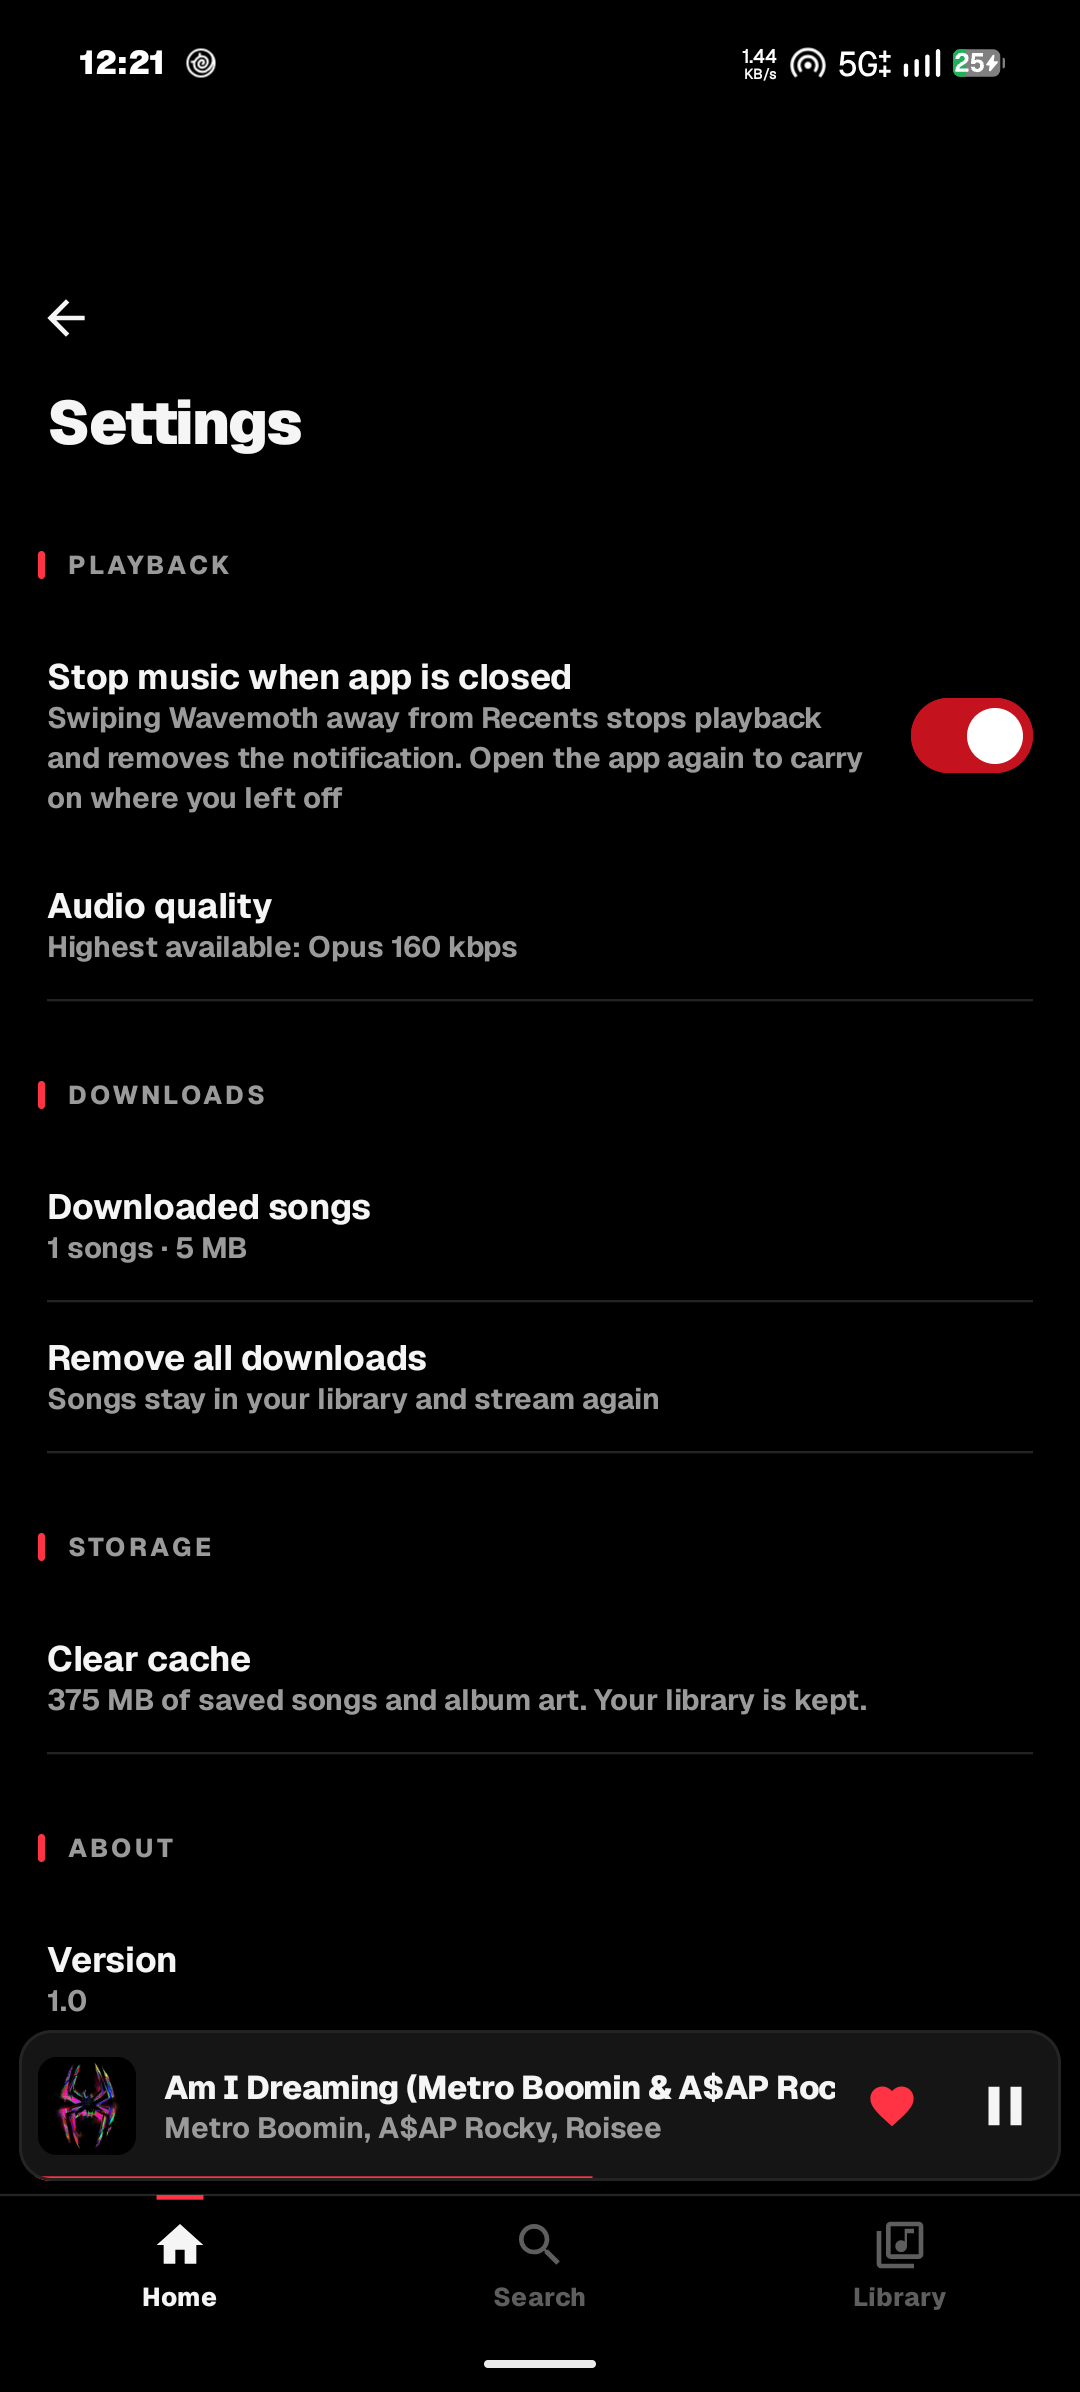 12:21
1.44
KB/s
5G‡
25
Settings
PLAYBACK
Stop music when app is closed
Swiping Wavemoth away from Recents stops playback
and removes the notification. Open the app again to carry
on where you left off
Audio quality
Highest available: Opus 160 kbps
DOWNLOADS
Downloaded songs
1 songs · 5 MB
Remove all downloads
Songs stay in your library and stream again
STORAGE
Clear cache
375 MB of saved songs and album art. Your library is kept.
ABOUT
Version
1.0
Am I Dreaming (Metro Boomin & A$AP Roc
Metro Boomin, A$AP Rocky, Roisee
Home
Search
Library